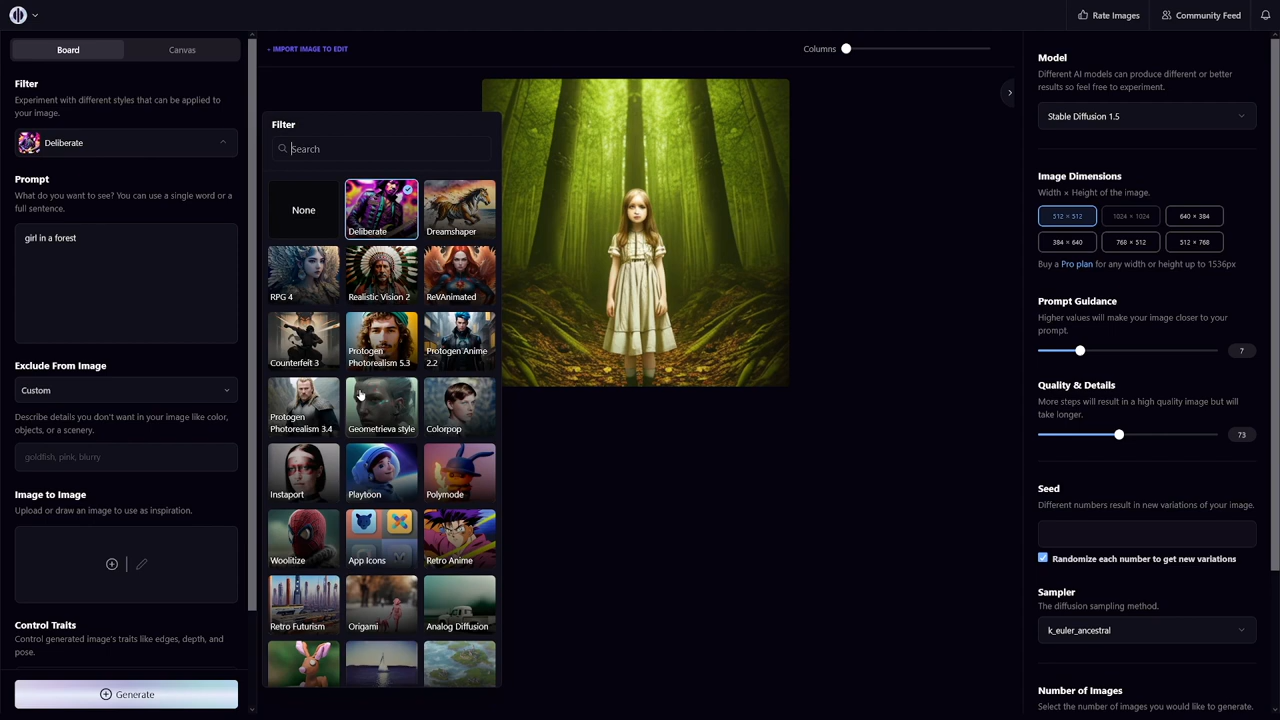 Rate Images
Community Feed
Board
Canvas
Filter
Experiment with different styles that can be applied to
your image.
Deliberate
Prompt
What do you want to see? You can use a single word or a
full sentence.
girl in a forest
Exclude From Image
Custom
Describe details you don't want in your image like color,
objects, or a scenery.
goldfish, pink, blurry
Image to Image
Upload or draw an image to use as inspiration.
Control Traits
Control generated image's traits like edges, depth, and
pose.
Generate
+ IMPORT IMAGE TO EDIT
Columns
Filter
Search
None
Deliberate
Dreamshaper
RPG 4
Realistic Vision 2
ReVAnimated
Counterfeit 3
Protogen
Photorealism 5.3
Protogen Anime
2.2
Protogen
Photorealism 3.4
Geometrieva style
Colorpop
Instaport
Playtoon
Polymode
Woolitize
App Icons
Retro Anime
Retro Futurism
Origami
Analog Diffusion
Model
Different AI models can produce different or better
results so feel free to experiment.
Stable Diffusion 1.5
Image Dimensions
Width × Height of the image.
512 × 512
1024 × 1024
640 × 384
384 × 640
768 × 512
512 × 768
Buy a Pro plan for any width or height up to 1536px
Prompt Guidance
Higher values will make your image closer to your
prompt.
7
Quality & Details
More steps will result in a high quality image but will
take longer.
73
Seed
Different numbers result in new variations of your image.
Randomize each number to get new variations
Sampler
The diffusion sampling method.
k_euler_ancestral
Number of Images
Select the number of images you would like to generate.